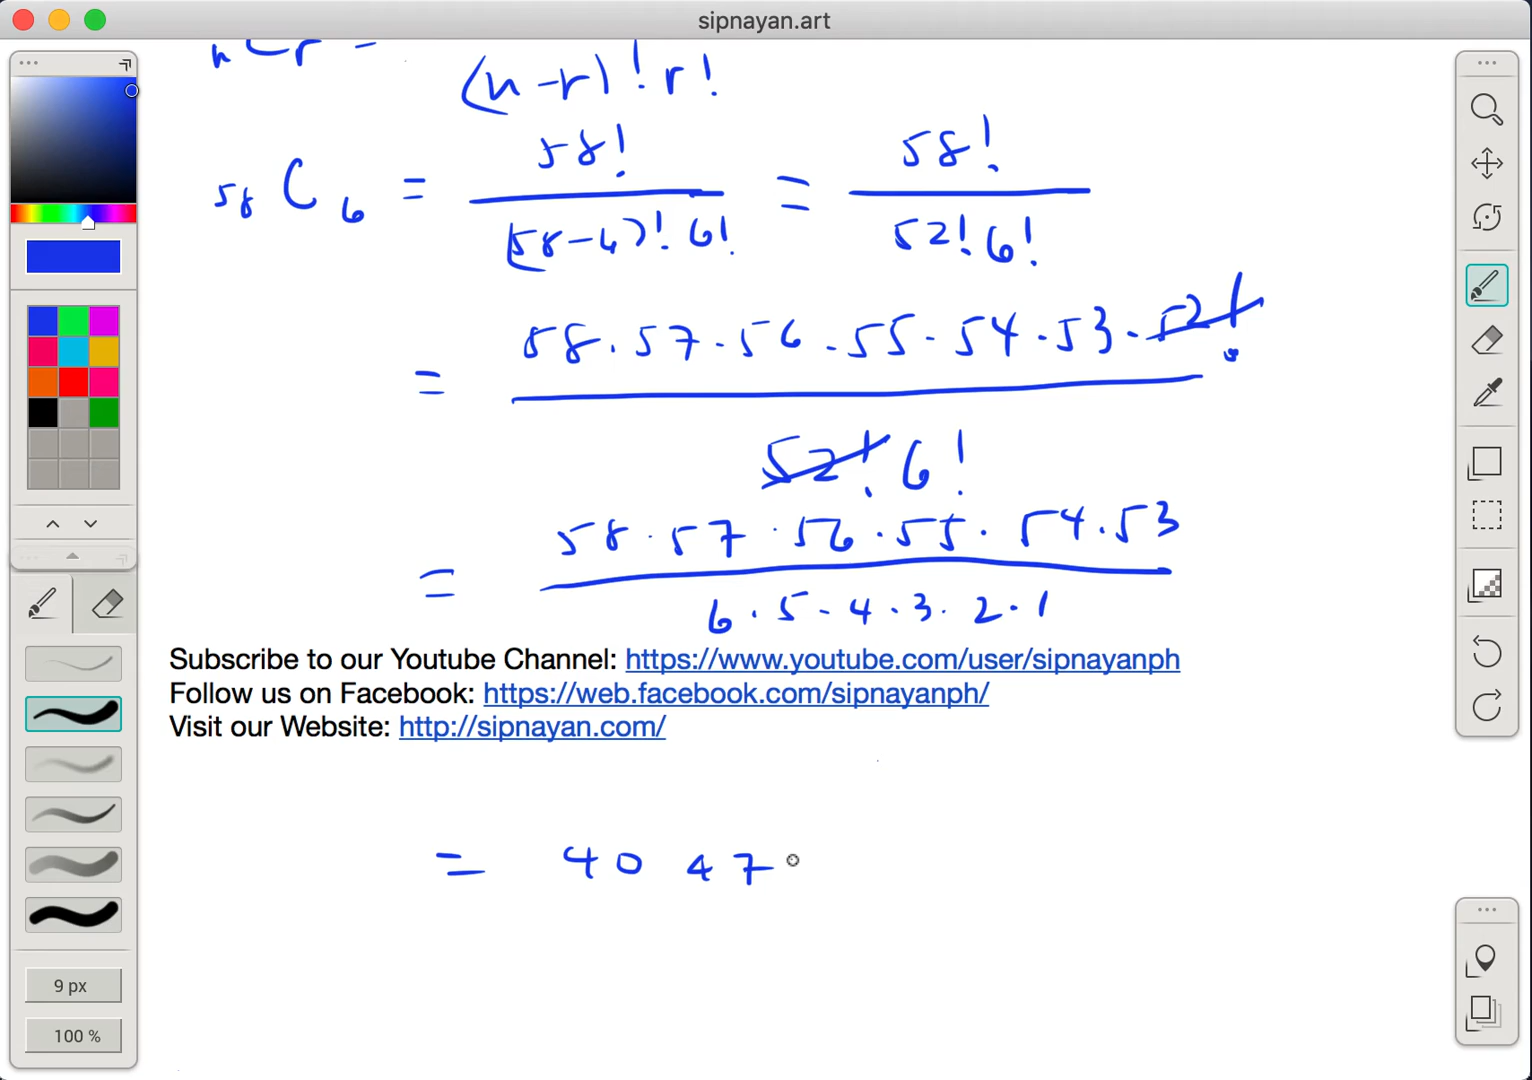 sipnayan.art
nCr =
(n-r)!r!
58C6 = 58! / (58-6)! 6! = 58! / 52! 6!
= 58 · 57 · 56 · 55 · 54 · 53 · 52! / 52! 6!
= 58 · 57 · 56 · 55 · 54 · 53 / 6 · 5 · 4 · 3 · 2 · 1
Subscribe to our Youtube Channel: https://www.youtube.com/user/sipnayanph
Follow us on Facebook: https://web.facebook.com/sipnayanph/
Visit our Website: http://sipnayan.com/
= 40 47
9 px
100 %